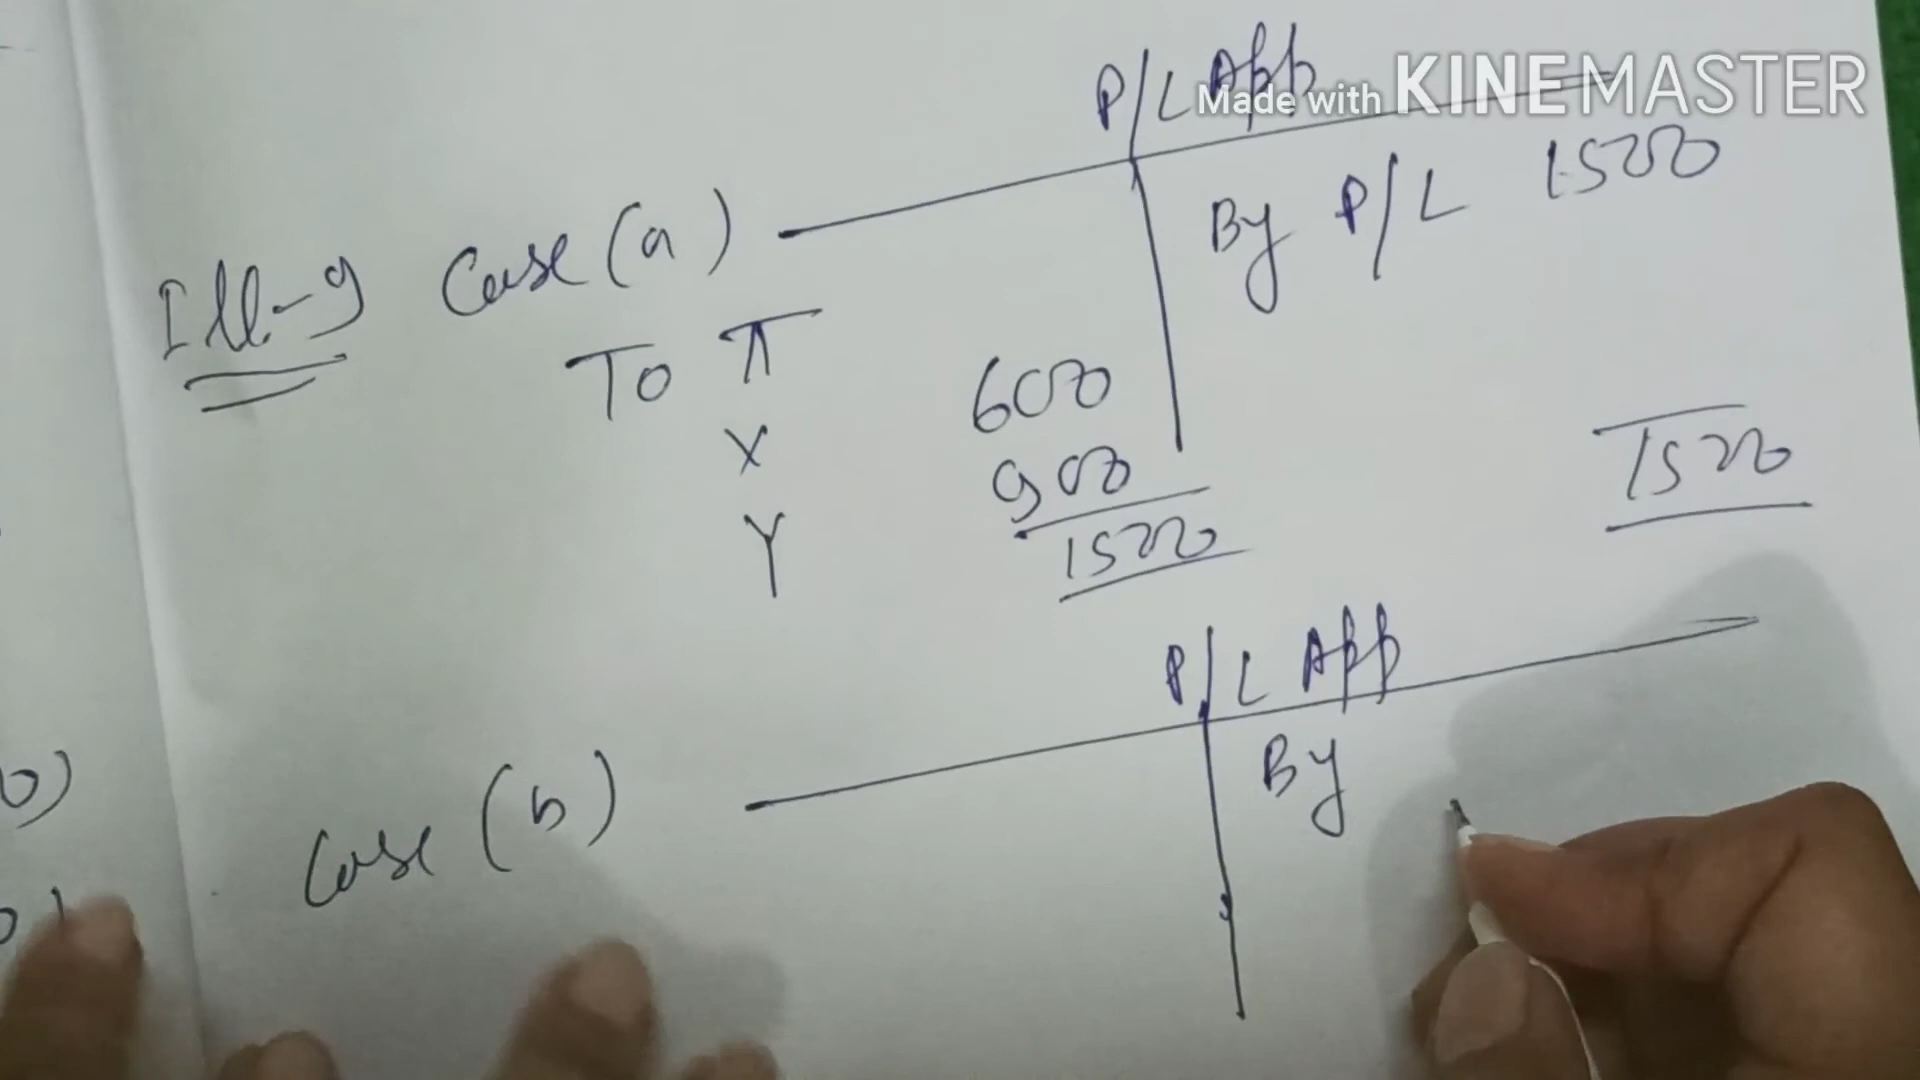 P/L App
Made with KINEMASTER
Ill-9 Case (a)
By P/L 1500
To π
X 600
Y 900
1500 1500
P/L App
Case (b)
By